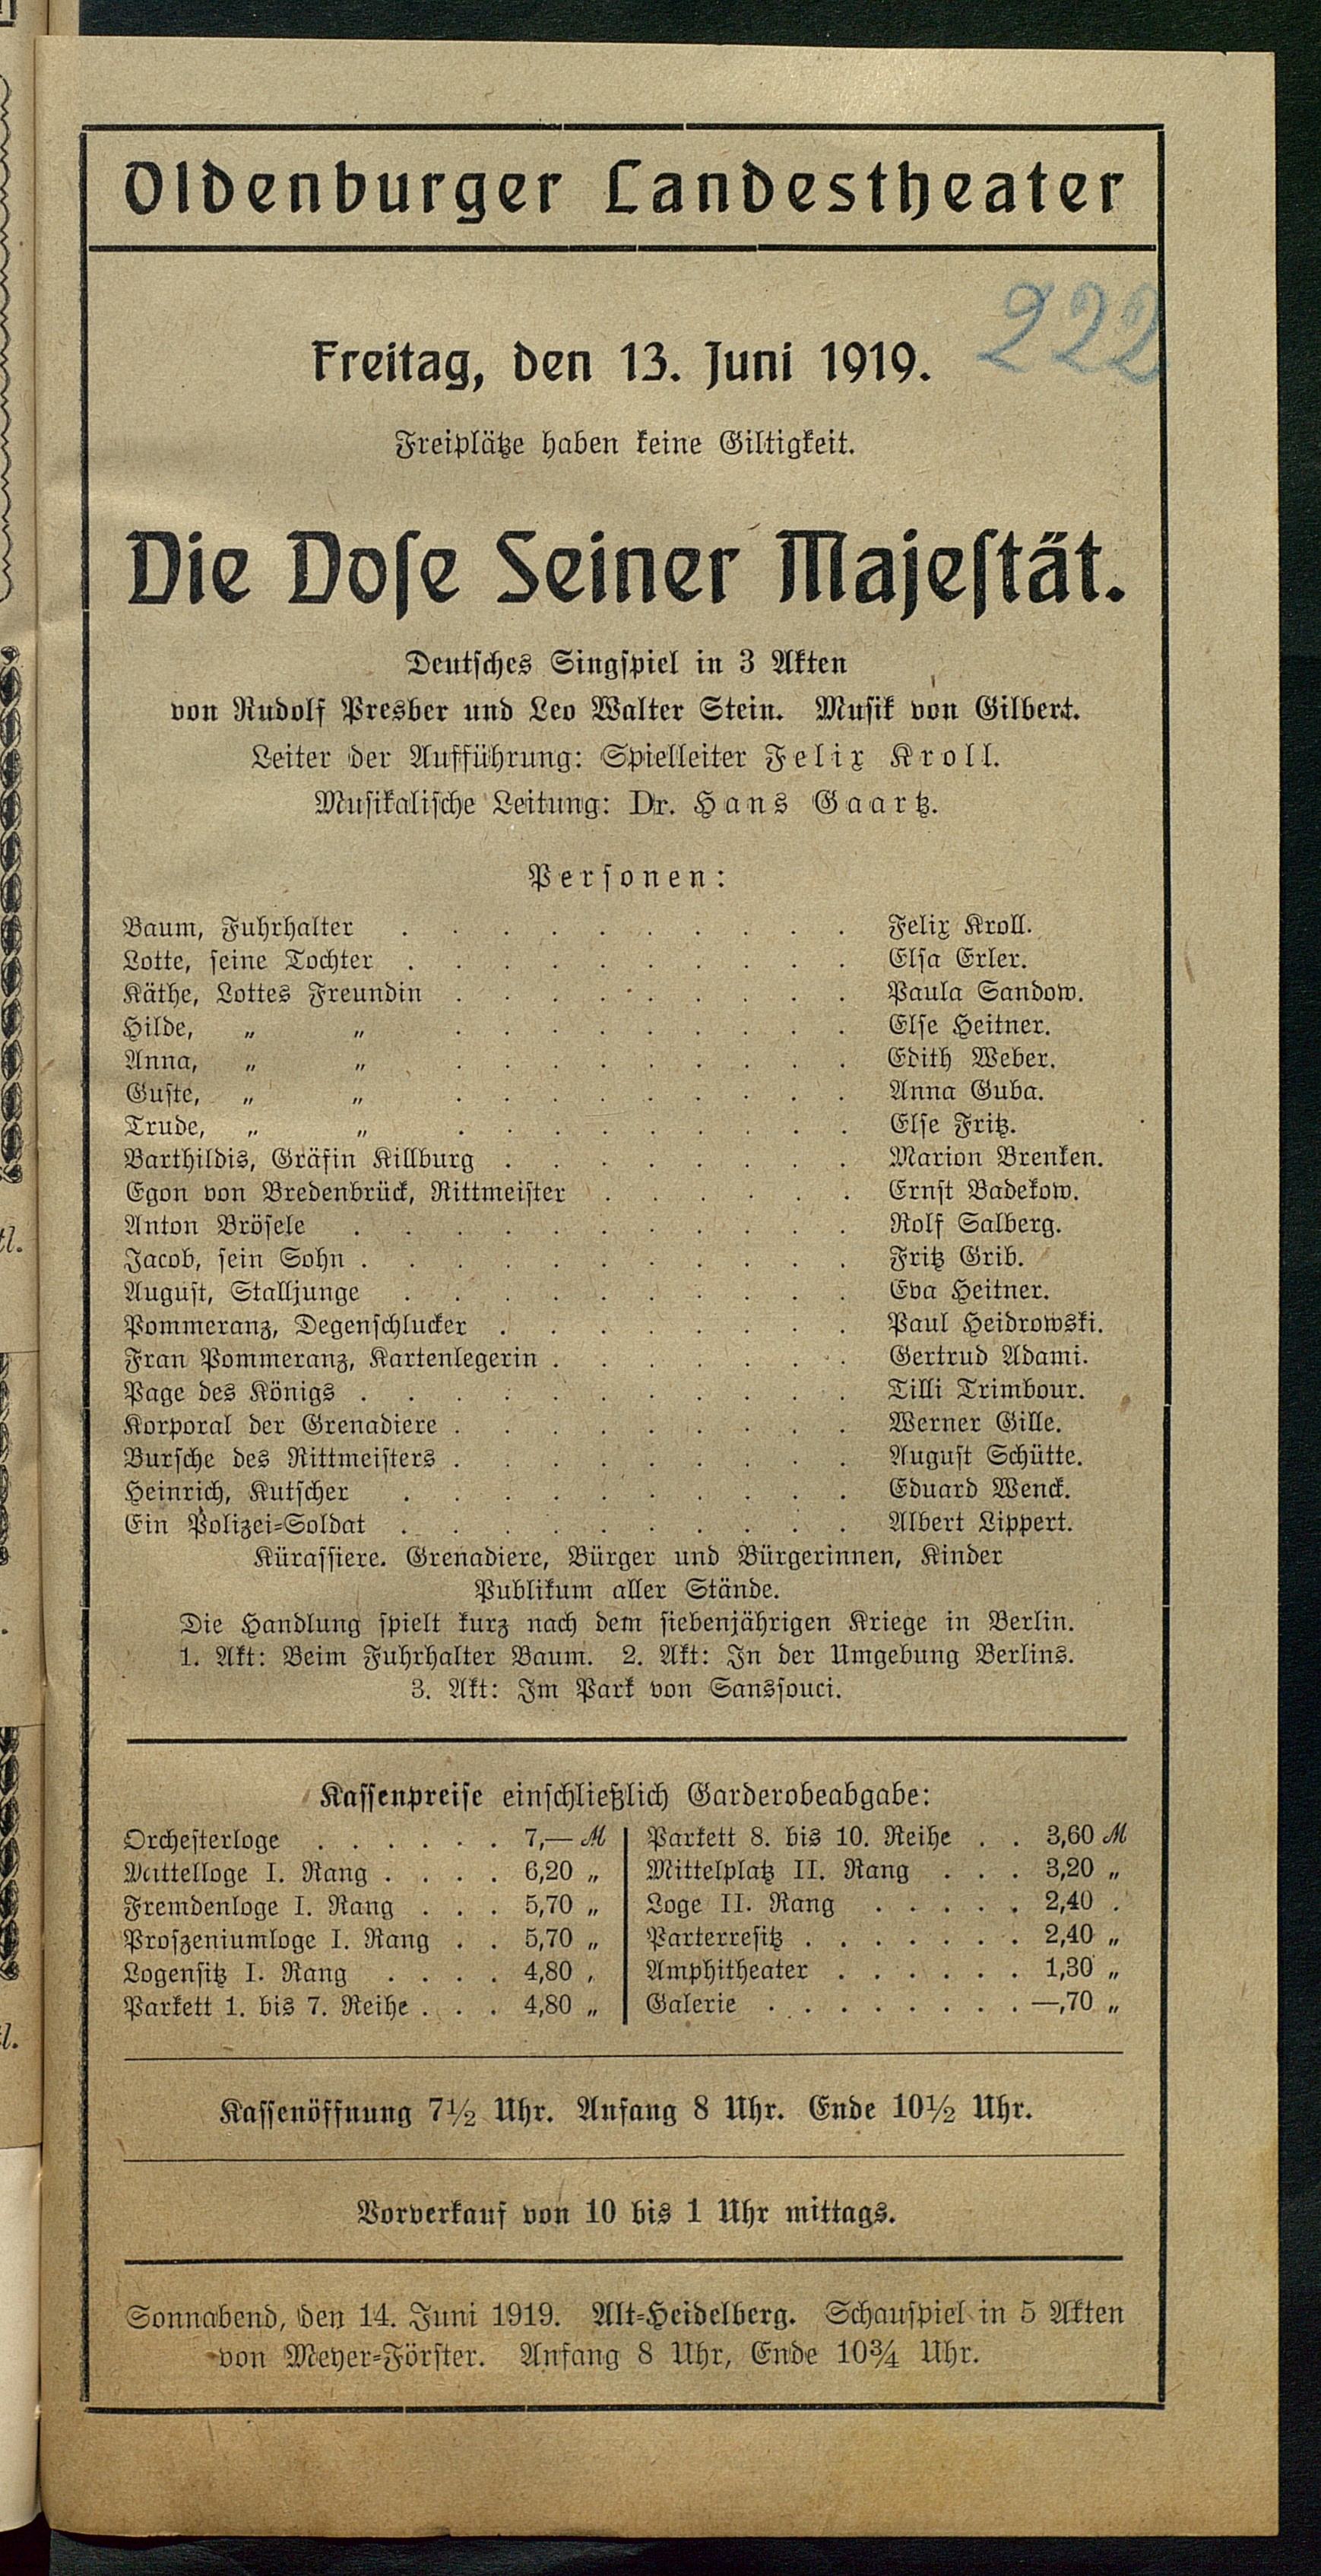 Oldenburger Landestheater
222
Freitag, den 13. Juni 1919.
Freiplätze haben keine Giltigkeit.
Die Dose Seiner Majestät.
Deutsches Singspiel in 3 Akten
von Rudolf Presber und Leo Walter Stein. Musik von Gilbert.
Leiter der Aufführung: Spielleiter Felix Kroll.
Musikalische Leitung: Dr. Hans Gaartz.
Personen:
Baum, Fuhrhalter . . . . . . . . . . Felix Kroll.
Lotte, seine Tochter . . . . . . . . . . Elsa Erler.
Käthe, Lottes Freundin . . . . . . . . . Paula Sandow.
Hilde, „ „ . . . . . . . . . Else Heitner.
Anna, „ „ . . . . . . . . . Edith Weber.
Guste, „ „ . . . . . . . . . Anna Guba.
Trude, „ „ . . . . . . . . . Else Fritz.
Barthildis, Gräfin Killburg . . . . . . . . Marion Brenken.
Egon von Bredenbrück, Rittmeister . . . . . . Ernst Badekow.
Anton Brösele . . . . . . . . . . . Rolf Salberg.
Jacob, sein Sohn . . . . . . . . . . . Fritz Grib.
August, Stalljunge . . . . . . . . . . Eva Heitner.
Pommeranz, Degenschlucker . . . . . . . . Paul Heidrowski.
Fran Pommeranz, Kartenlegerin . . . . . . . Gertrud Adami.
Page des Königs . . . . . . . . . . . Tilli Trimbour.
Korporal der Grenadiere . . . . . . . . . Werner Gille.
Bursche des Rittmeisters . . . . . . . . . August Schütte.
Heinrich, Kutscher . . . . . . . . . . Eduard Wenck.
Ein Polizei-Soldat . . . . . . . . . . Albert Lippert.
Kürassiere. Grenadiere, Bürger und Bürgerinnen, Kinder
Publikum aller Stände.
Die Handlung spielt kurz nach dem siebenjährigen Kriege in Berlin.
1. Akt: Beim Fuhrhalter Baum. 2. Akt: In der Umgebung Berlins.
3. Akt: Im Park von Sanssouci.
Kassenpreise einschließlich Garderobeabgabe:
Orchesterloge . . . . . . 7,— M
Mittelloge I. Rang . . . . 6,20 „
Fremdenloge I. Rang . . . 5,70 „
Proszeniumloge I. Rang . . 5,70 „
Logensitz I. Rang . . . . 4,80 „
Parkett 1. bis 7. Reihe . . . 4,80 „
Parkett 8. bis 10. Reihe . . 3,60 M
Mittelplatz II. Rang . . . 3,20 „
Loge II. Rang . . . . . 2,40 .
Parterresitz . . . . . . . 2,40 „
Amphitheater . . . . . . 1,30 „
Galerie . . . . . . . . —,70 „
Kassenöffnung 7½ Uhr. Anfang 8 Uhr. Ende 10½ Uhr.
Vorverkauf von 10 bis 1 Uhr mittags.
Sonnabend, den 14. Juni 1919. Alt-Heidelberg. Schauspiel in 5 Akten
von Meyer-Förster. Anfang 8 Uhr, Ende 10¾ Uhr.